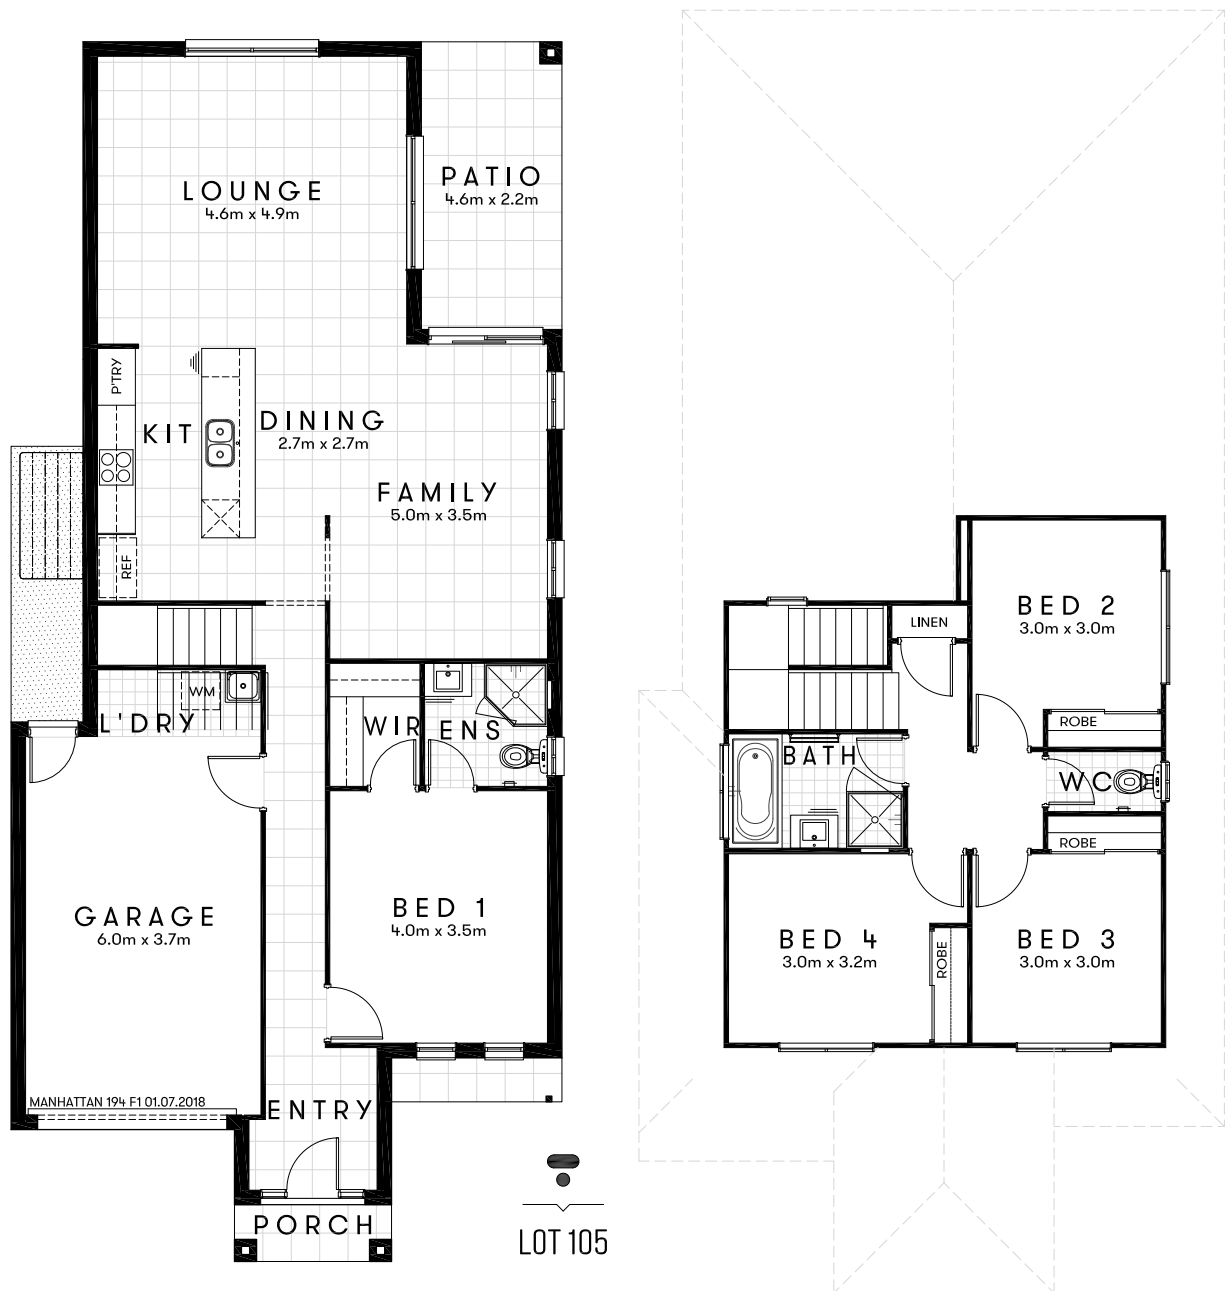 LOUNGE
4.6m x 4.9m
PATIO
4.6m x 2.2m
P'TRY
KIT
DINING
2.7m x 2.7m
FAMILY
5.0m x 3.5m
REF
WM
L'DRY
WIR
ENS
GARAGE
6.0m x 3.7m
BED 1
4.0m x 3.5m
MANHATTAN 194 F1 01.07.2018
ENTRY
PORCH
LOT 105
BED 2
3.0m x 3.0m
LINEN
ROBE
BATH
WC
ROBE
BED 4
3.0m x 3.2m
ROBE
BED 3
3.0m x 3.0m